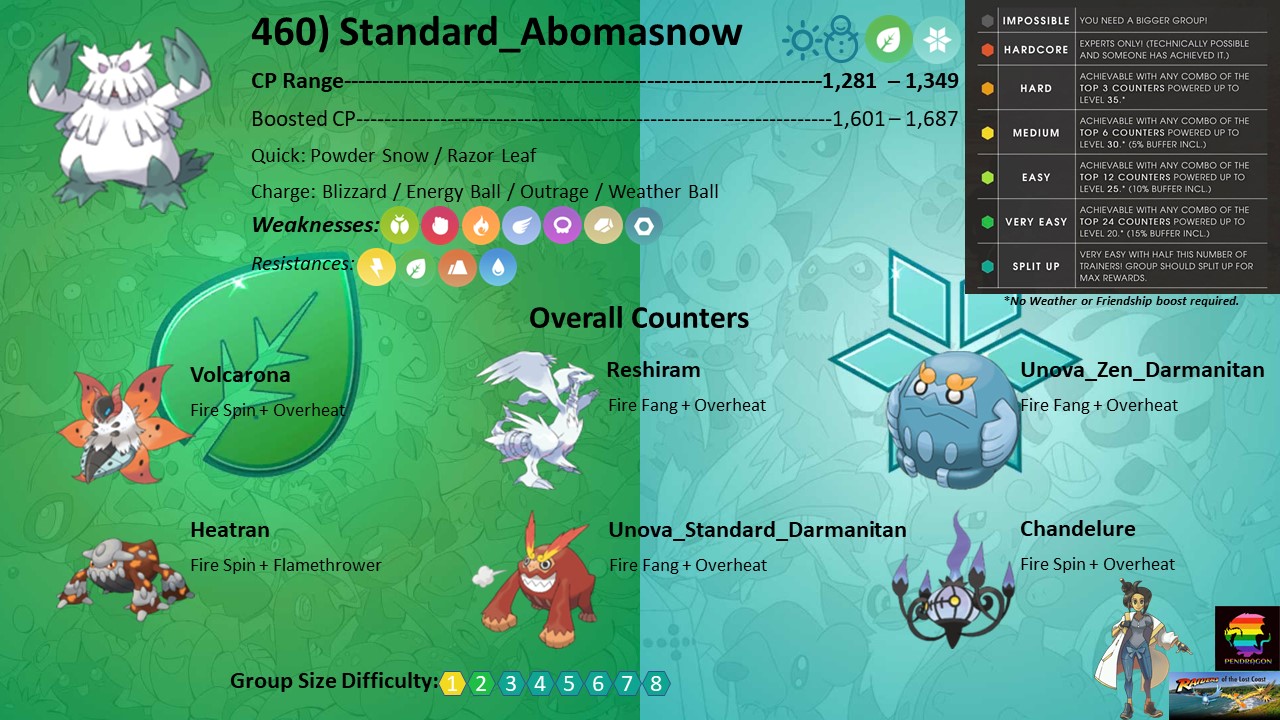 460) Standard_Abomasnow
CP Range------------------------------------------------------------------------------------1,281 – 1,349
Boosted CP------------------------------------------------------------------------------------1,601 – 1,687
Quick: Powder Snow / Razor Leaf
Charge: Blizzard / Energy Ball / Outrage / Weather Ball
Weaknesses:
Resistances:
IMPOSSIBLE YOU NEED A BIGGER GROUP!
HARDCORE EXPERTS ONLY! (TECHNICALLY POSSIBLE
AND SOMEONE HAS ACHIEVED IT.)
HARD ACHIEVABLE WITH ANY COMBO OF THE
TOP 3 COUNTERS POWERED UP TO
LEVEL 35.*
MEDIUM ACHIEVABLE WITH ANY COMBO OF THE
TOP 6 COUNTERS POWERED UP TO
LEVEL 30.* (5% BUFFER INCL.)
EASY ACHIEVABLE WITH ANY COMBO OF THE
TOP 12 COUNTERS POWERED UP TO
LEVEL 25.* (10% BUFFER INCL.)
VERY EASY ACHIEVABLE WITH ANY COMBO OF THE
TOP 24 COUNTERS POWERED UP TO
LEVEL 20.* (15% BUFFER INCL.)
SPLIT UP VERY EASY WITH HALF THIS NUMBER OF
TRAINERS! GROUP SHOULD SPLIT UP FOR
MAX REWARDS.
*No Weather or Friendship boost required.
Overall Counters
Volcarona
Fire Spin + Overheat
Reshiram
Fire Fang + Overheat
Unova_Zen_Darmanitan
Fire Fang + Overheat
Heatran
Fire Spin + Flamethrower
Unova_Standard_Darmanitan
Fire Fang + Overheat
Chandelure
Fire Spin + Overheat
Group Size Difficulty: 1 2 3 4 5 6 7 8
PENDRAGON
RAIDERS of the Lost Coast